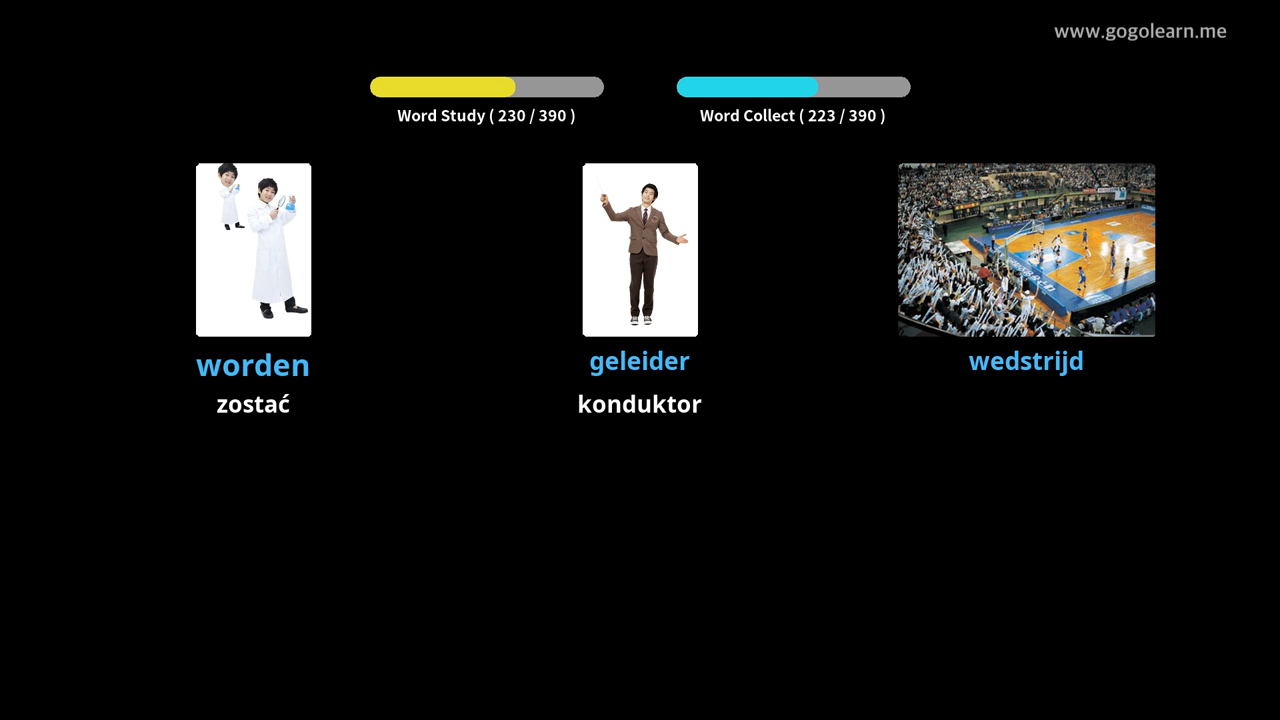 www.gogolearn.me
Word Study ( 230 / 390 )
Word Collect ( 223 / 390 )
worden
geleider
wedstrijd
zostać
konduktor